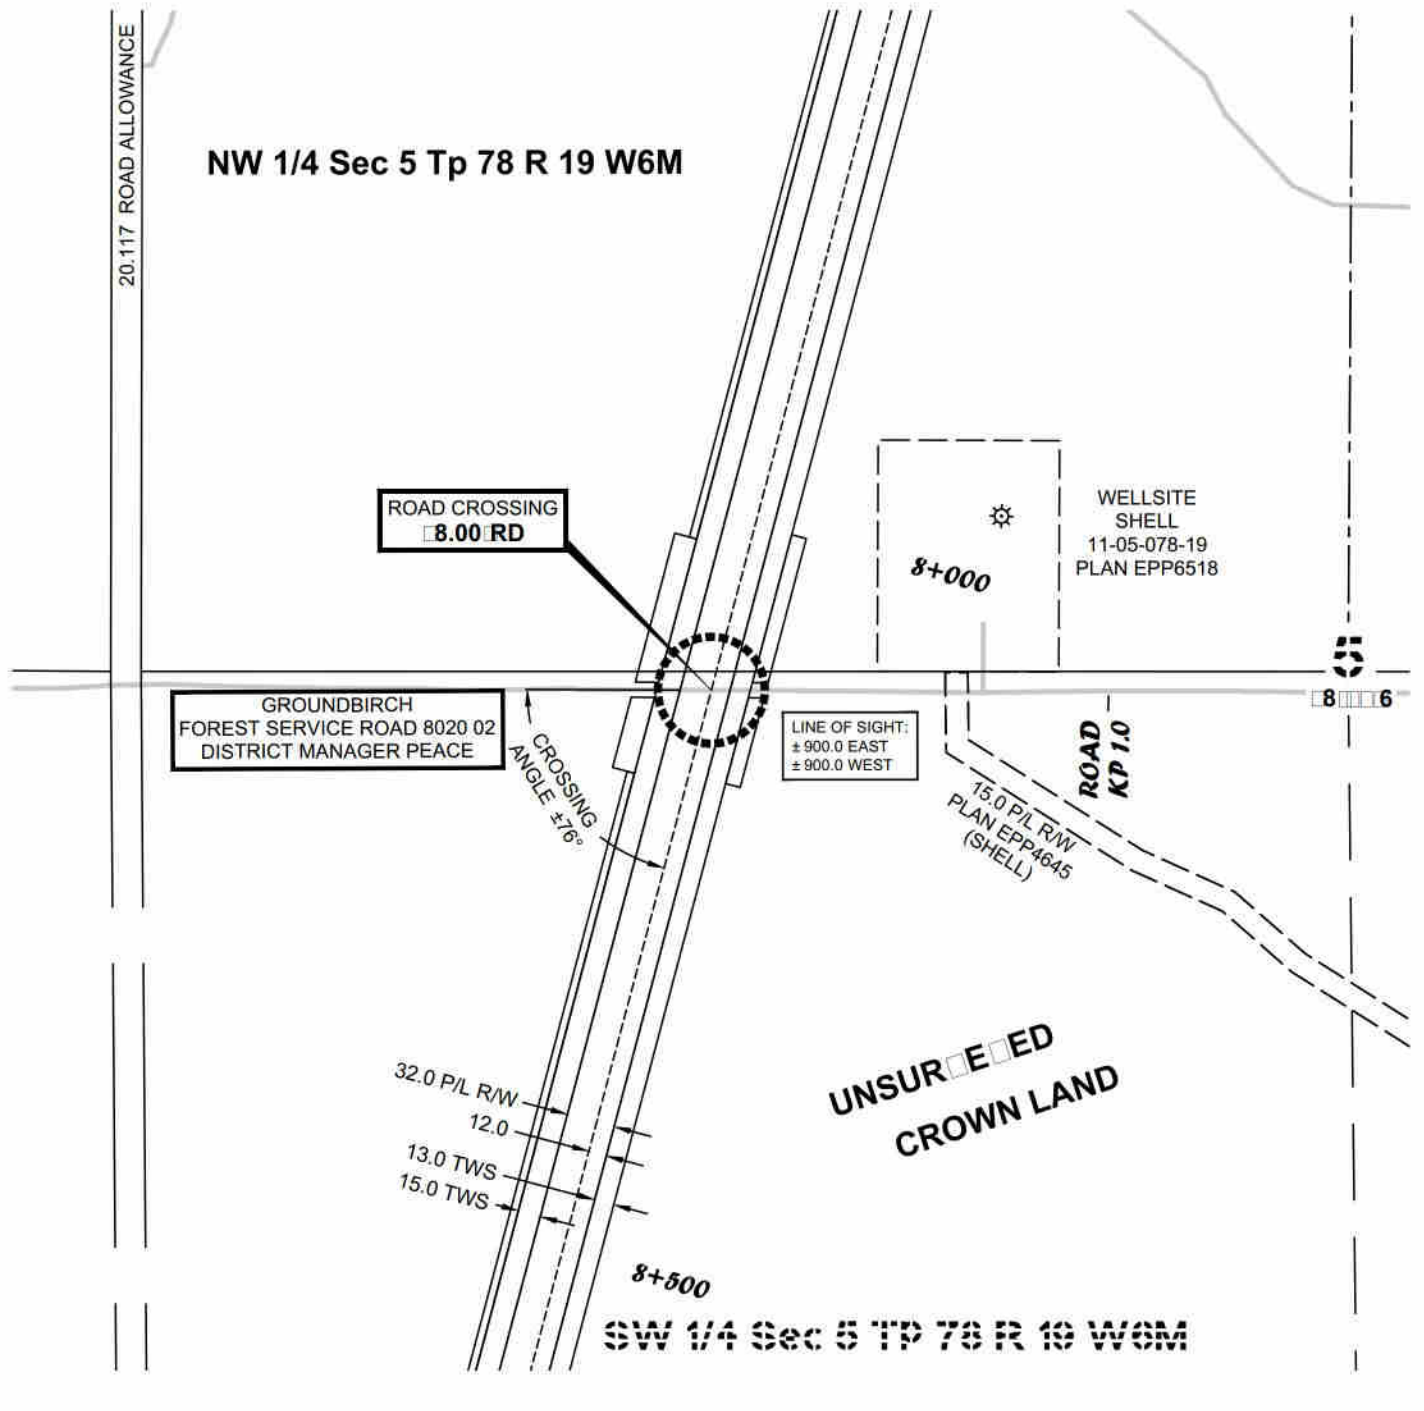 20.117 ROAD ALLOWANCE
NW 1/4 Sec 5 Tp 78 R 19 W6M
ROAD CROSSING
□8.00□RD
WELLSITE
SHELL
11-05-078-19
PLAN EPP6518
8+000
5
□8□□□6
GROUNDBIRCH
FOREST SERVICE ROAD 8020 02
DISTRICT MANAGER PEACE
CROSSING
ANGLE ±76°
LINE OF SIGHT:
± 900.0 EAST
± 900.0 WEST
ROAD
KP 1.0
15.0 P/L R/W
PLAN EPP4645
(SHELL)
UNSUR□E□ED
CROWN LAND
32.0 P/L R/W
12.0
13.0 TWS
15.0 TWS
8+500
SW 1/4 Sec 5 TP 78 R 19 W6M